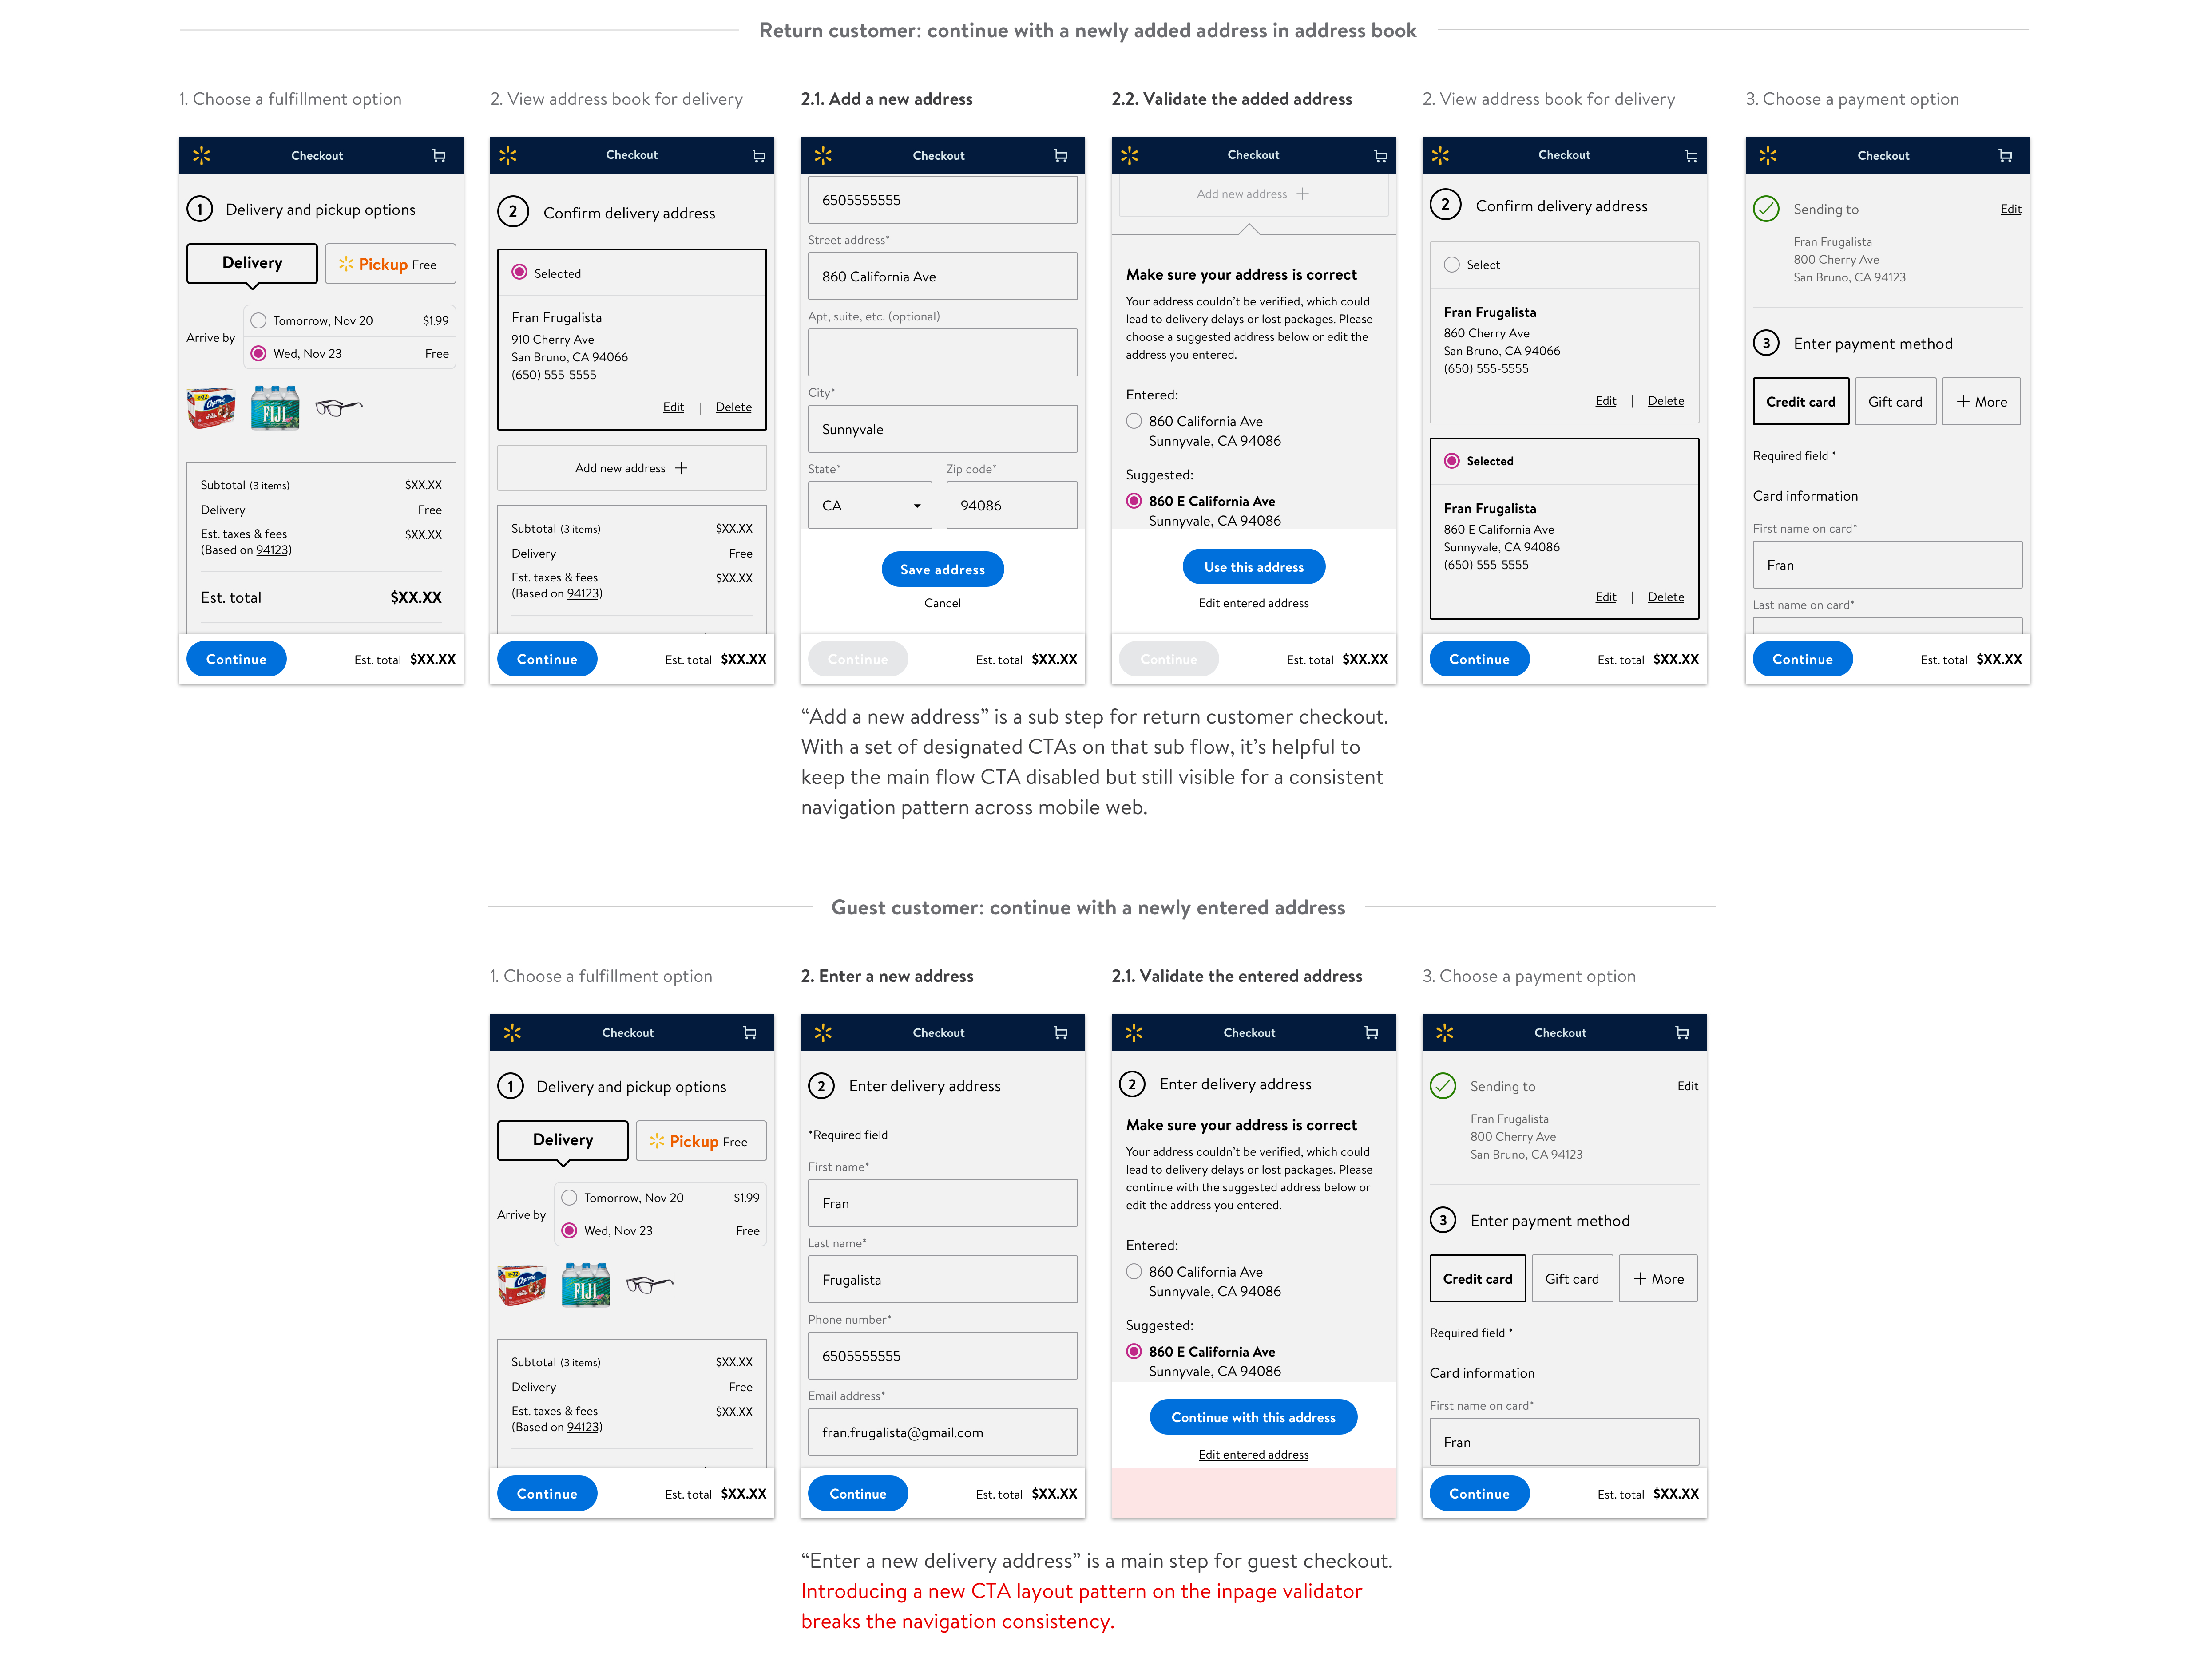 Return customer: continue with a newly added address in address book
1. Choose a fulfillment option
Checkout
1 Delivery and pickup options
Delivery
Pickup Free
Arrive by
Tomorrow, Nov 20 $1.99
Wed, Nov 23 Free
Charmin
FIJI
Subtotal (3 items) $XX.XX
Delivery Free
Est. taxes & fees $XX.XX
(Based on 94123)
Est. total $XX.XX
Continue Est. total $XX.XX
2. View address book for delivery
Checkout
2 Confirm delivery address
Selected
Fran Frugalista
910 Cherry Ave
San Bruno, CA 94066
(650) 555-5555
Edit | Delete
Add new address +
Subtotal (3 items) $XX.XX
Delivery Free
Est. taxes & fees $XX.XX
(Based on 94123)
Continue Est. total $XX.XX
2.1. Add a new address
Checkout
6505555555
Street address*
860 California Ave
Apt, suite, etc. (optional)
City*
Sunnyvale
State* Zip code*
CA 94086
Save address
Cancel
Continue Est. total $XX.XX
2.2. Validate the added address
Checkout
Add new address +
Make sure your address is correct
Your address couldn't be verified, which could
lead to delivery delays or lost packages. Please
choose a suggested address below or edit the
address you entered.
Entered:
860 California Ave
Sunnyvale, CA 94086
Suggested:
860 E California Ave
Sunnyvale, CA 94086
Use this address
Edit entered address
Continue Est. total $XX.XX
2. View address book for delivery
Checkout
2 Confirm delivery address
Select
Fran Frugalista
860 Cherry Ave
San Bruno, CA 94066
(650) 555-5555
Edit | Delete
Selected
Fran Frugalista
860 E California Ave
Sunnyvale, CA 94086
(650) 555-5555
Edit | Delete
Continue Est. total $XX.XX
3. Choose a payment option
Checkout
Sending to Edit
Fran Frugalista
800 Cherry Ave
San Bruno, CA 94123
3 Enter payment method
Credit card Gift card + More
Required field *
Card information
First name on card*
Fran
Last name on card*
Continue Est. total $XX.XX
“Add a new address” is a sub step for return customer checkout.
With a set of designated CTAs on that sub flow, it’s helpful to
keep the main flow CTA disabled but still visible for a consistent
navigation pattern across mobile web.
Guest customer: continue with a newly entered address
1. Choose a fulfillment option
Checkout
1 Delivery and pickup options
Delivery
Pickup Free
Arrive by
Tomorrow, Nov 20 $1.99
Wed, Nov 23 Free
Charmin
FIJI
Subtotal (3 items) $XX.XX
Delivery Free
Est. taxes & fees $XX.XX
(Based on 94123)
Continue Est. total $XX.XX
2. Enter a new address
Checkout
2 Enter delivery address
*Required field
First name*
Fran
Last name*
Frugalista
Phone number*
6505555555
Email address*
fran.frugalista@gmail.com
Continue Est. total $XX.XX
2.1. Validate the entered address
Checkout
2 Enter delivery address
Make sure your address is correct
Your address couldn't be verified, which could
lead to delivery delays or lost packages. Please
continue with the suggested address below or
edit the address you entered.
Entered:
860 California Ave
Sunnyvale, CA 94086
Suggested:
860 E California Ave
Sunnyvale, CA 94086
Continue with this address
Edit entered address
3. Choose a payment option
Checkout
Sending to Edit
Fran Frugalista
800 Cherry Ave
San Bruno, CA 94123
3 Enter payment method
Credit card Gift card + More
Required field *
Card information
First name on card*
Fran
Continue Est. total $XX.XX
“Enter a new delivery address” is a main step for guest checkout.
Introducing a new CTA layout pattern on the inpage validator
breaks the navigation consistency.